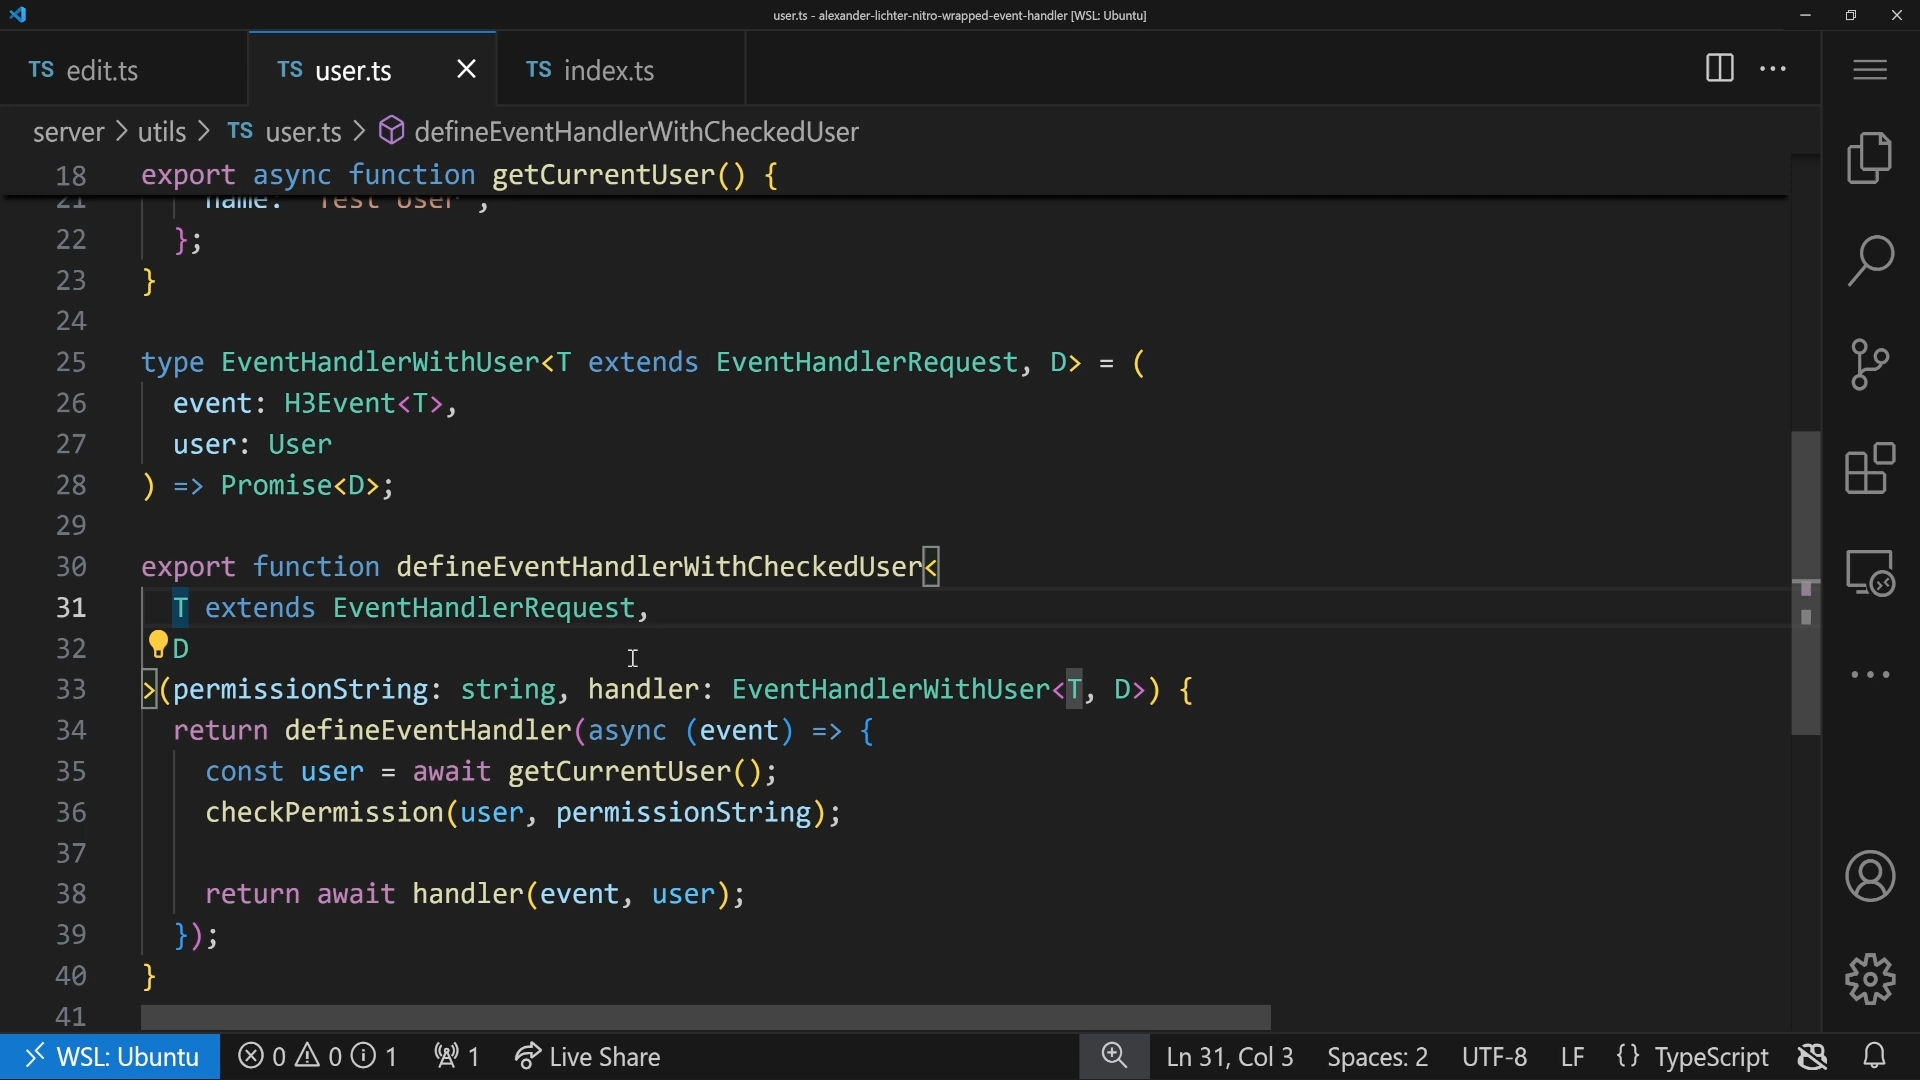 user.ts - alexander-lichter-nitro-wrapped-event-handler [WSL: Ubuntu]
TS edit.ts TS user.ts TS index.ts
server > utils > TS user.ts > defineEventHandlerWithCheckedUser
18 export async function getCurrentUser() {
21 name: "Test User",
22 };
23 }
24
25 type EventHandlerWithUser<T extends EventHandlerRequest, D> = (
26 event: H3Event<T>,
27 user: User
28 ) => Promise<D>;
29
30 export function defineEventHandlerWithCheckedUser<
31 T extends EventHandlerRequest,
32 D
33 >(permissionString: string, handler: EventHandlerWithUser<T, D>) {
34 return defineEventHandler(async (event) => {
35 const user = await getCurrentUser();
36 checkPermission(user, permissionString);
37
38 return await handler(event, user);
39 });
40 }
41
WSL: Ubuntu 0 0 1 1 Live Share Ln 31, Col 3 Spaces: 2 UTF-8 LF {} TypeScript